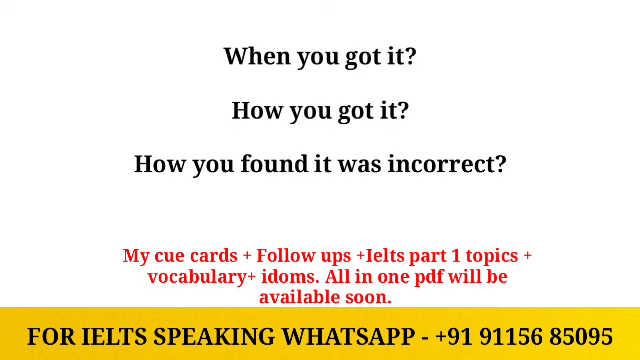 When you got it?
How you got it?
How you found it was incorrect?
My cue cards + Follow ups +Ielts part 1 topics +
vocabulary+ idoms. All in one pdf will be
available soon.
FOR IELTS SPEAKING WHATSAPP - +91 91156 85095